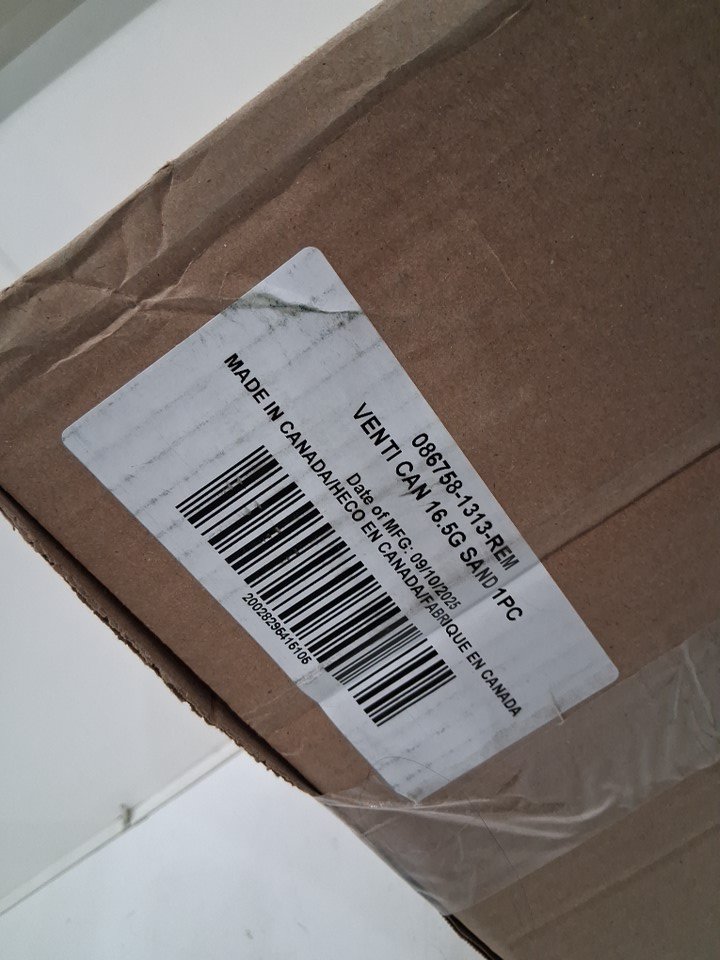 086758-1313-REM
VENTI CAN 16.5G SAND 1PC
Date of MFG: 09/10/2025
MADE IN CANADA/HECO EN CANADA/FABRIQUE EN CANADA
20028295416106